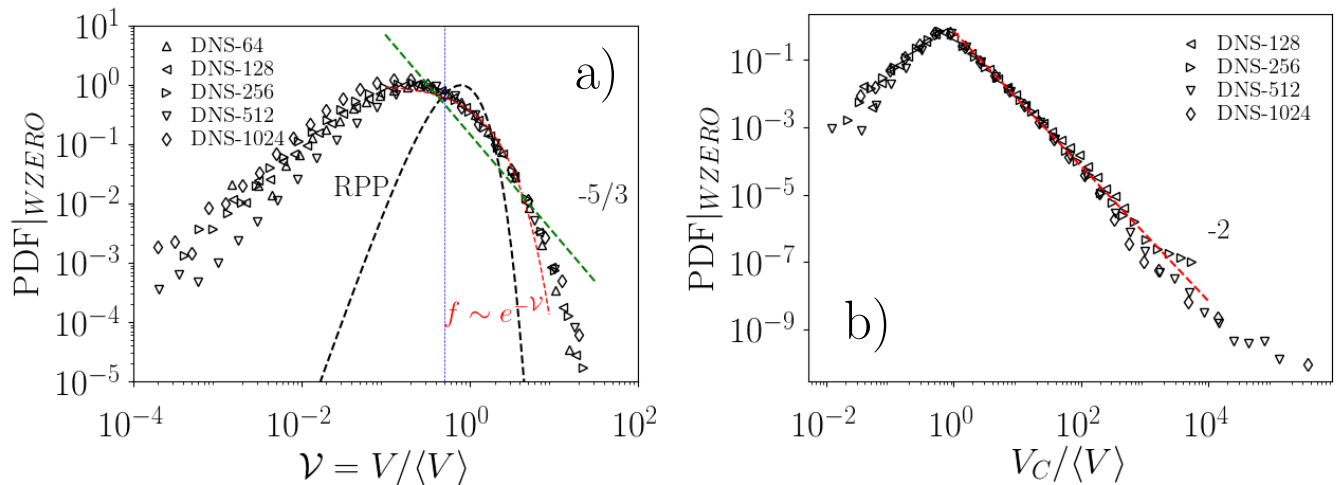 a)
DNS-64
DNS-128
DNS-256
DNS-512
DNS-1024
RPP
-5/3
f ∼ e^{-𝒱}
10^1
10^0
10^{-1}
10^{-2}
10^{-3}
10^{-4}
10^{-5}
PDF|_{WZERO}
10^{-4} 10^{-2} 10^0 10^2
𝒱 = V/⟨V⟩
b)
DNS-128
DNS-256
DNS-512
DNS-1024
-2
10^{-1}
10^{-3}
10^{-5}
10^{-7}
10^{-9}
PDF|_{WZERO}
10^{-2} 10^0 10^2 10^4
V_C/⟨V⟩